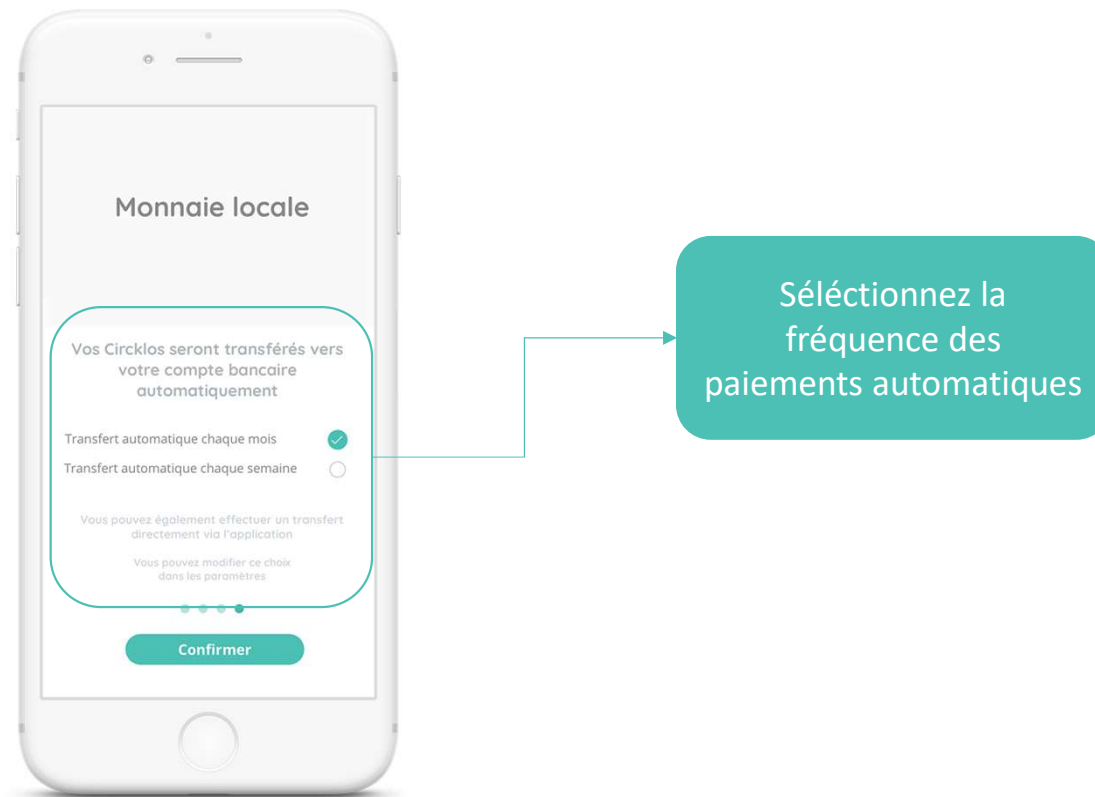 Monnaie locale
Vos Circklos seront transférés vers
votre compte bancaire
automatiquement
Transfert automatique chaque mois
Transfert automatique chaque semaine
Vous pouvez également effectuer un transfert
directement via l'application
Vous pouvez modifier ce choix
dans les paramètres
Confirmer
Séléctionnez la
fréquence des
paiements automatiques